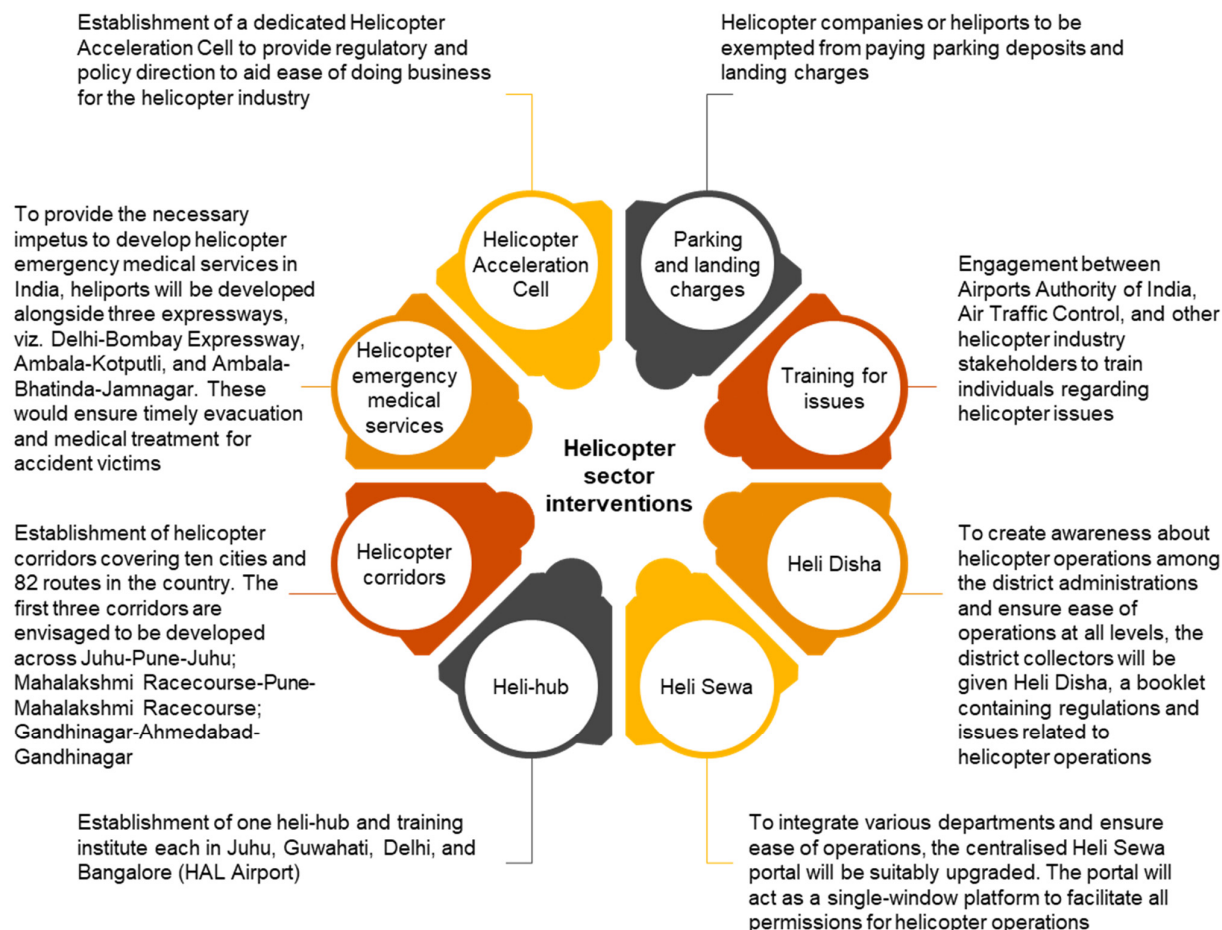 Establishment of a dedicated Helicopter
Acceleration Cell to provide regulatory and
policy direction to aid ease of doing business
for the helicopter industry
Helicopter companies or heliports to be
exempted from paying parking deposits and
landing charges
Helicopter
Acceleration
Cell
Parking
and landing
charges
To provide the necessary
impetus to develop helicopter
emergency medical services in
India, heliports will be developed
alongside three expressways,
viz. Delhi-Bombay Expressway,
Ambala-Kotputli, and Ambala-
Bhatinda-Jamnagar. These
would ensure timely evacuation
and medical treatment for
accident victims
Helicopter
emergency
medical
services
Training for
issues
Engagement between
Airports Authority of India,
Air Traffic Control, and other
helicopter industry
stakeholders to train
individuals regarding
helicopter issues
Helicopter
sector
interventions
Establishment of helicopter
corridors covering ten cities and
82 routes in the country. The
first three corridors are
envisaged to be developed
across Juhu-Pune-Juhu;
Mahalakshmi Racecourse-Pune-
Mahalakshmi Racecourse;
Gandhinagar-Ahmedabad-
Gandhinagar
Helicopter
corridors
Heli Disha
To create awareness about
helicopter operations among
the district administrations
and ensure ease of
operations at all levels, the
district collectors will be
given Heli Disha, a booklet
containing regulations and
issues related to
helicopter operations
Heli-hub
Heli Sewa
Establishment of one heli-hub and training
institute each in Juhu, Guwahati, Delhi, and
Bangalore (HAL Airport)
To integrate various departments and ensure
ease of operations, the centralised Heli Sewa
portal will be suitably upgraded. The portal will
act as a single-window platform to facilitate all
permissions for helicopter operations